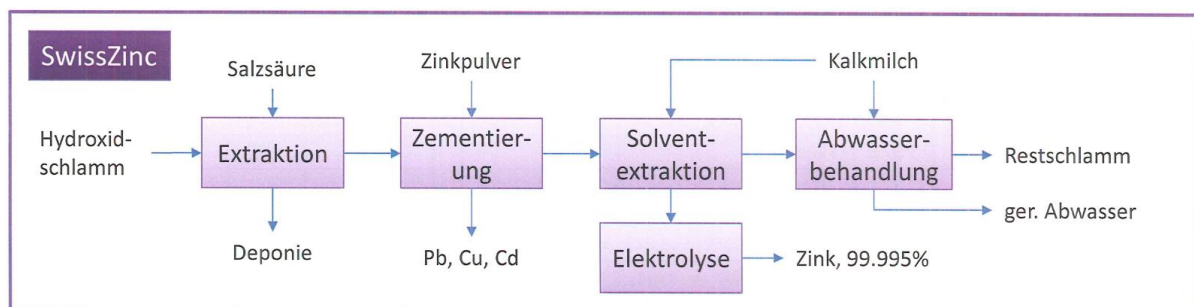 SwissZinc
Salzsäure
Zinkpulver
Kalkmilch
Hydroxid-
schlamm
Extraktion
Zementier-
ung
Solvent-
extraktion
Abwasser-
behandlung
Restschlamm
ger. Abwasser
Deponie
Pb, Cu, Cd
Elektrolyse
Zink, 99.995%